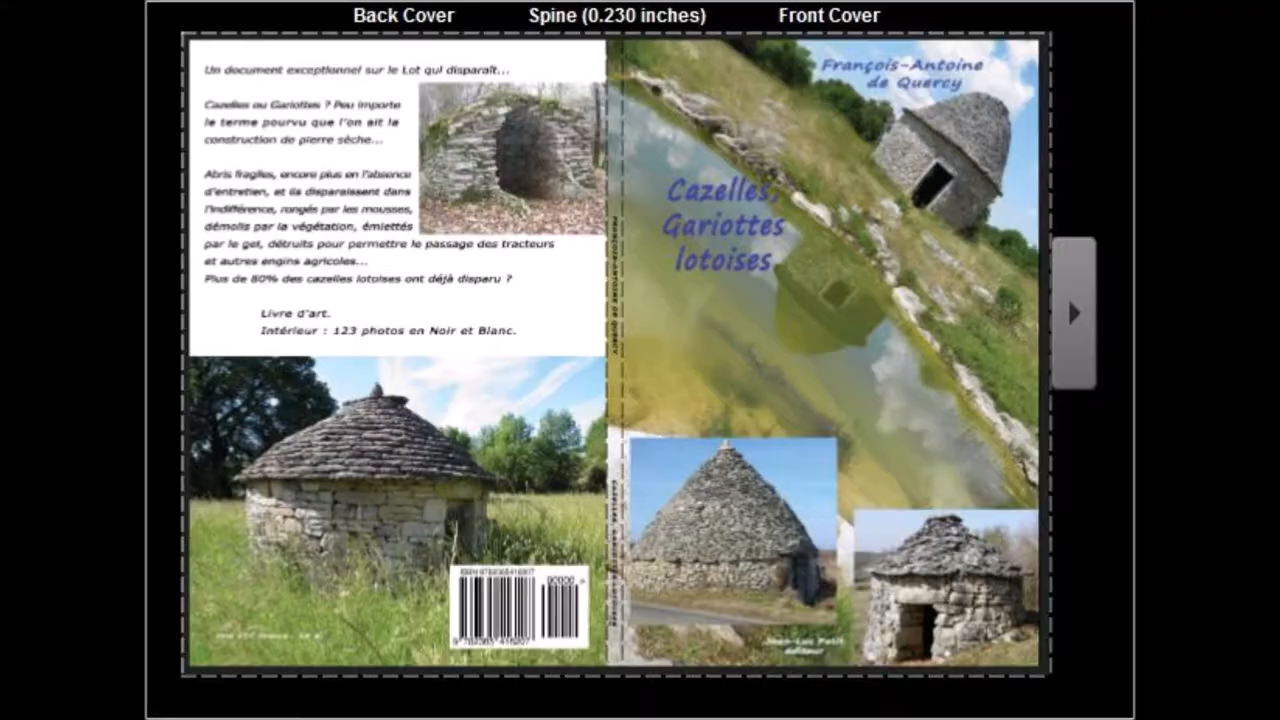 Back Cover
Spine (0.230 inches)
Front Cover
Un document exceptionnel sur le Lot qui disparaît...
Cazelles ou Gariottes ? Peu importe
le terme pourvu que l'on ait la
construction de pierre sèche...
Abris fragiles, encore plus en l'absence
d'entretien, et ils disparaissent dans
l'indifférence, rongés par les mousses,
démolis par la végétation, émiettés
par le gel, détruits pour permettre le passage des tracteurs
et autres engins agricoles...
Plus de 80% des cazelles lotoises ont déjà disparu ?
Livre d'art.
Intérieur : 123 photos en Noir et Blanc.
90000
FRANÇOIS-ANTOINE DE QUERCY
François-Antoine
de Quercy
Cazelles,
Gariottes
lotoises
Jean-Luc Petit
éditeur